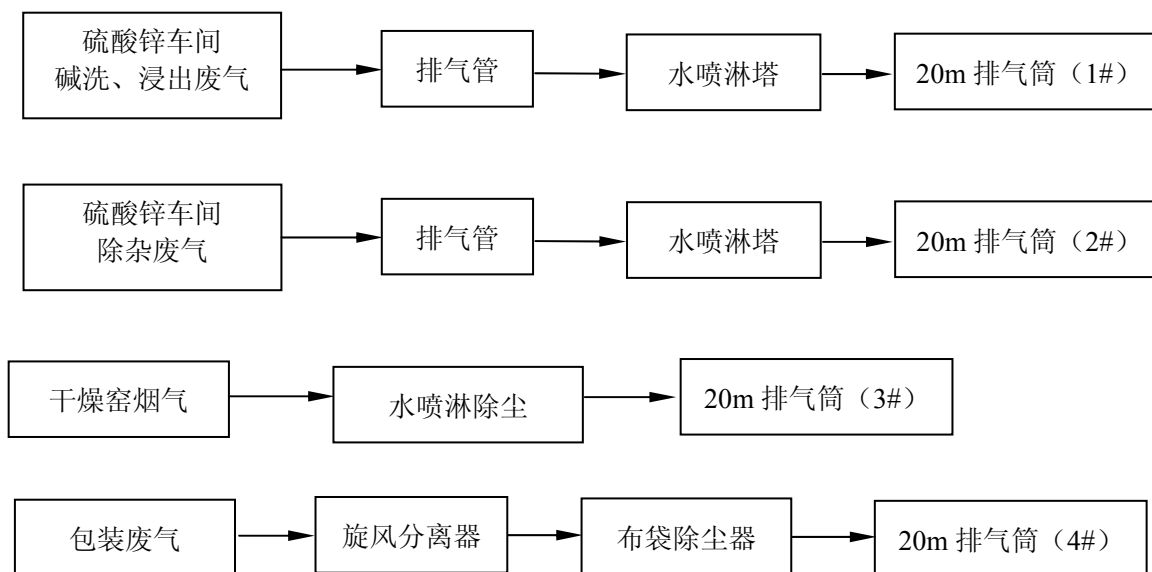 硫酸锌车间
碱洗、浸出废气
排气管
水喷淋塔
20m 排气筒（1#）
硫酸锌车间
除杂废气
排气管
水喷淋塔
20m 排气筒（2#）
干燥窑烟气
水喷淋除尘
20m 排气筒（3#）
包装废气
旋风分离器
布袋除尘器
20m 排气筒（4#）